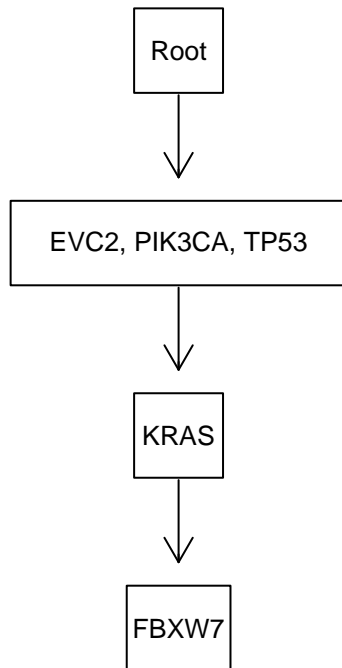 Root
EVC2, PIK3CA, TP53
KRAS
FBXW7